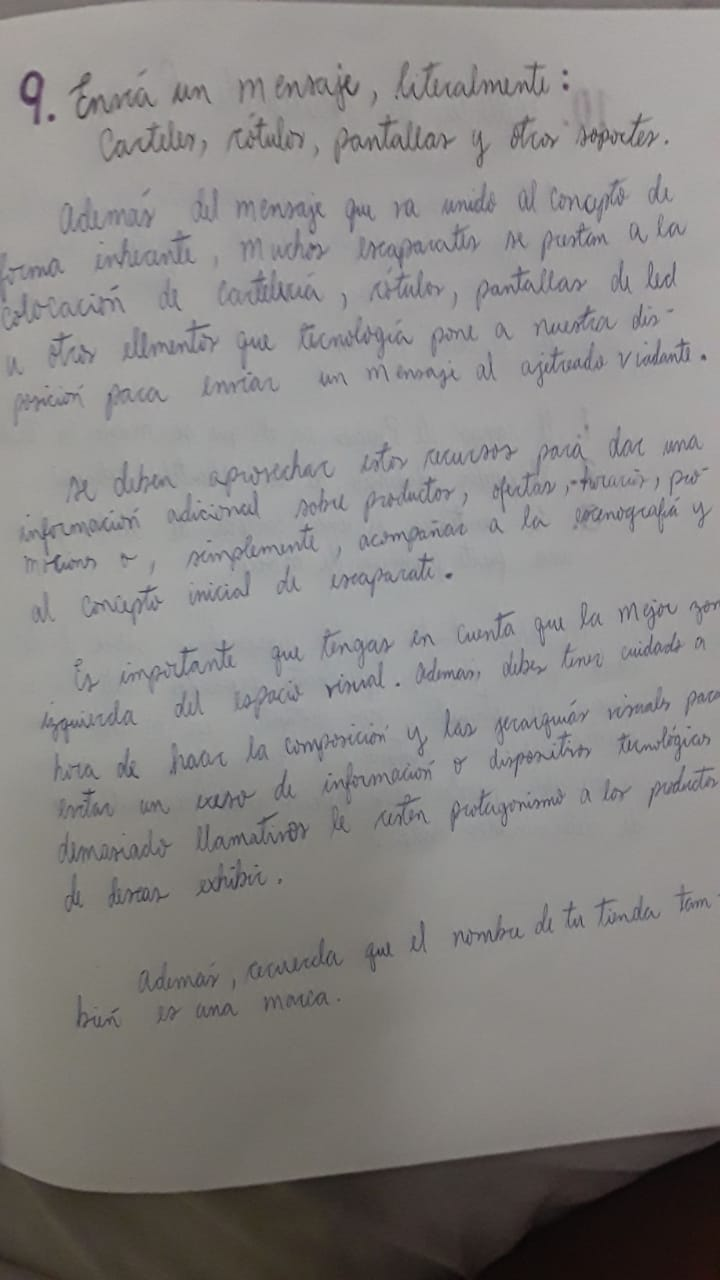 9. Enviá un mensaje, literalmente:
Carteles, rótulos, pantallas y otros soportes.
Además del mensaje que va unido al concepto de
forma inherante, muchos escaparates se prestan a la
colocación de cartelería, rótulos, pantallas de led
u otros elementos que tecnología pone a nuestra dis-
posición para enviar un mensaje al ajetreado viandante.
se deben aprovechar estos recursos para dar una
información adicional sobre productos, ofertas, horarios, pro-
mociones o, simplemente, acompañar a la escenografía y
al concepto inicial de escaparate.
Es importante que tengas en cuenta que la mejor zon
izquierda del espacio visual. Ademas, debes tener cuidado a
hora de hacer la composición y las jerarquías visuales para
evitar un exceso de información o dispositivos tecnológicos
demasiado llamativos le resten protagonismo a los productos
de deseas exhibir.
Además, recuerda que el nombre de tu tienda tam-
bién es una marca.